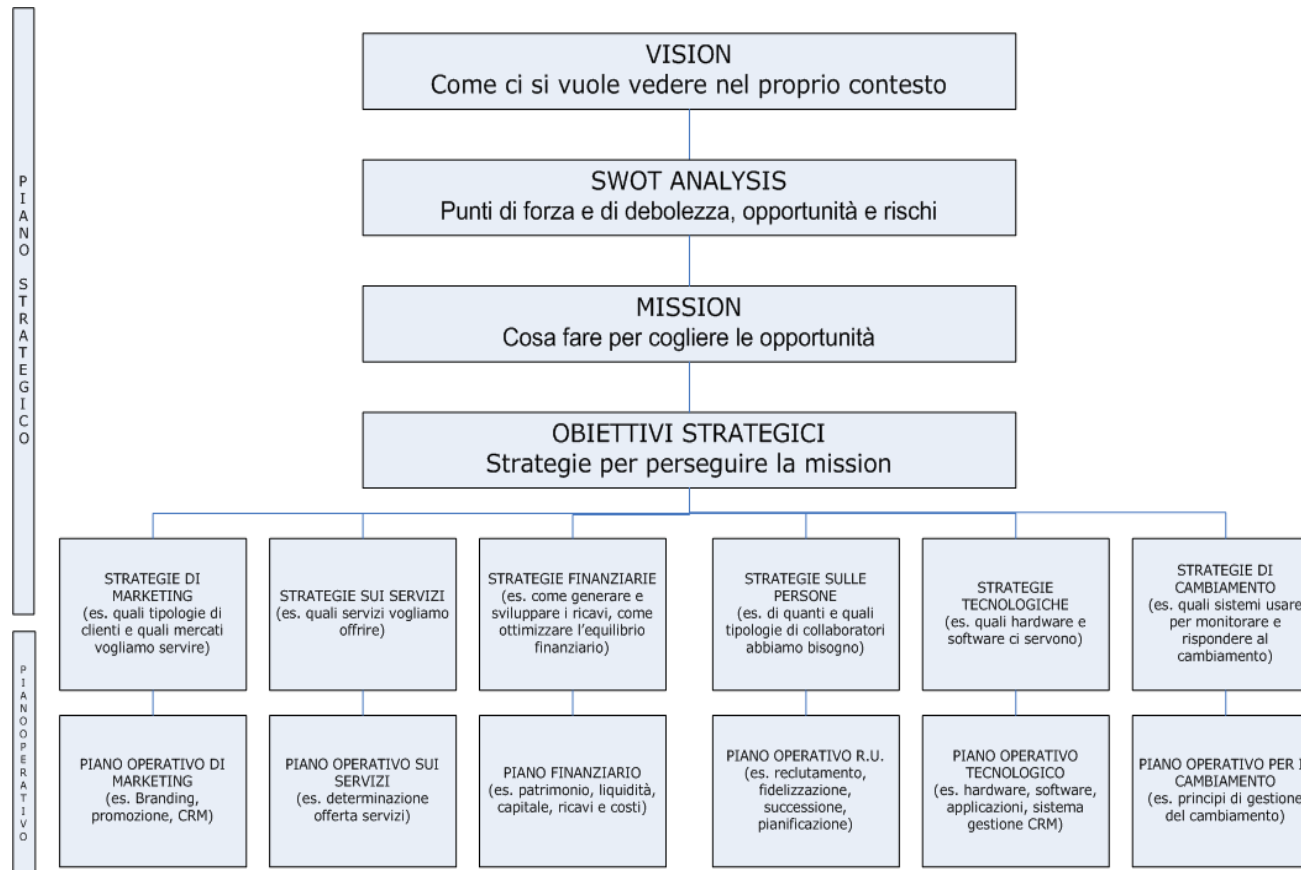 PIANO STRATEGICO
VISION
Come ci si vuole vedere nel proprio contesto
SWOT ANALYSIS
Punti di forza e di debolezza, opportunità e rischi
MISSION
Cosa fare per cogliere le opportunità
OBIETTIVI STRATEGICI
Strategie per perseguire la mission
STRATEGIE DI
MARKETING
(es. quali tipologie di
clienti e quali mercati
vogliamo servire)
STRATEGIE SUI SERVIZI
(es. quali servizi vogliamo
offrire)
STRATEGIE FINANZIARIE
(es. come generare e
sviluppare i ricavi, come
ottimizzare l'equilibrio
finanziario)
STRATEGIE SULLE
PERSONE
(es. di quanti e quali
tipologie di collaboratori
abbiamo bisogno)
STRATEGIE
TECNOLOGICHE
(es. quali hardware e
software ci servono)
STRATEGIE DI
CAMBIAMENTO
(es. quali sistemi usare
per monitorare e
rispondere al
cambiamento)
PIANO OPERATIVO
PIANO OPERATIVO DI
MARKETING
(es. Branding,
promozione, CRM)
PIANO OPERATIVO SUI
SERVIZI
(es. determinazione
offerta servizi)
PIANO FINANZIARIO
(es. patrimonio, liquidità,
capitale, ricavi e costi)
PIANO OPERATIVO R.U.
(es. reclutamento,
fidelizzazione,
successione,
pianificazione)
PIANO OPERATIVO
TECNOLOGICO
(es. hardware, software,
applicazioni, sistema
gestione CRM)
PIANO OPERATIVO PER
CAMBIAMENTO
(es. principi di gestione
del cambiamento)